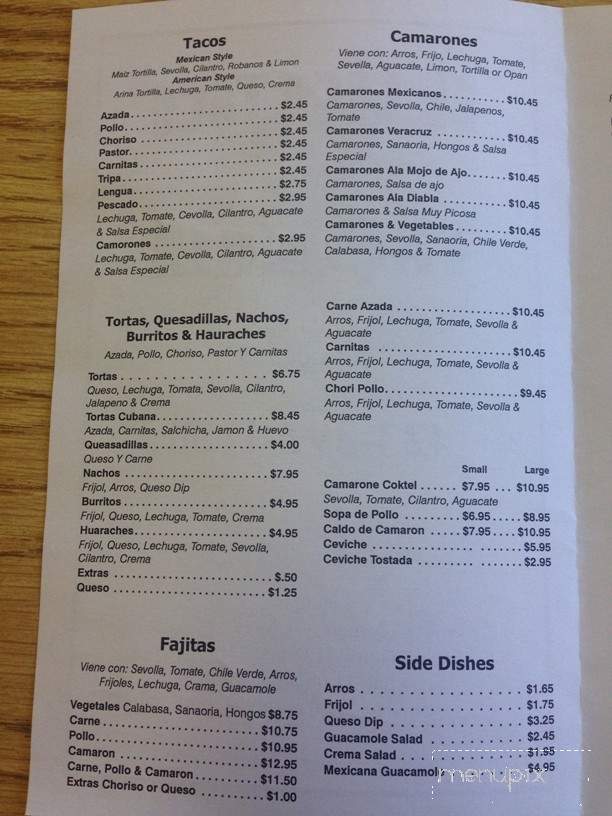 Tacos
Mexican Style
Maiz Tortilla, Sevolla, Cilantro, Robanos & Limon
American Style
Arina Tortilla, Lechuga, Tomate, Queso, Crema
Azada . . . . . . . . . . . . . . . . . . . . . . . $2.45
Pollo . . . . . . . . . . . . . . . . . . . . . . . $2.45
Choriso . . . . . . . . . . . . . . . . . . . . . $2.45
Pastor . . . . . . . . . . . . . . . . . . . . . . $2.45
Carnitas . . . . . . . . . . . . . . . . . . . . $2.45
Tripa . . . . . . . . . . . . . . . . . . . . . . . $2.45
Lengua . . . . . . . . . . . . . . . . . . . . . $2.75
Pescado . . . . . . . . . . . . . . . . . . . . $2.95
Lechuga, Tomate, Cevolla, Cilantro, Aguacate
& Salsa Especial
Camorones . . . . . . . . . . . . . . . . . . $2.95
Lechuga, Tomate, Cevolla, Cilantro, Aguacate
& Salsa Especial
Tortas, Quesadillas, Nachos,
Burritos & Hauraches
Azada, Pollo, Choriso, Pastor Y Carnitas
Tortas . . . . . . . . . . . . . . . . . . $6.75
Queso, Lechuga, Tomata, Sevolla, Cilantro,
Jalapeno & Crema
Tortas Cubana . . . . . . . . . . . . . . . . $8.45
Azada, Carnitas, Salchicha, Jamon & Huevo
Queasadillas . . . . . . . . . . . . . . . . . $4.00
Queso Y Carne
Nachos . . . . . . . . . . . . . . . . . . . . . $7.95
Frijol, Arros, Queso Dip
Burritos . . . . . . . . . . . . . . . . . . . . . $4.95
Frijol, Queso, Lechuga, Tomate, Crema
Huaraches . . . . . . . . . . . . . . . . . . . $4.95
Frijol, Queso, Lechuga, Tomate, Sevolla,
Cilantro, Crema
Extras . . . . . . . . . . . . . . . . . . . . . . $.50
Queso . . . . . . . . . . . . . . . . . . . . . . $1.25
Fajitas
Viene con: Sevolla, Tomate, Chile Verde, Arros,
Frijoles, Lechuga, Crama, Guacamole
Vegetales Calabasa, Sanaoria, Hongos $8.75
Carne . . . . . . . . . . . . . . . . . . . . . . $10.75
Pollo . . . . . . . . . . . . . . . . . . . . . . . $10.95
Camaron . . . . . . . . . . . . . . . . . . . . $12.95
Carne, Pollo & Camaron . . . . . . . . . $11.50
Extras Choriso or Queso . . . . . . . . . . $1.00
Camarones
Viene con: Arros, Frijo, Lechuga, Tomate,
Sevella, Aguacate, Limon, Tortilla or Opan
Camarones Mexicanos . . . . . . . . . . $10.45
Camarones, Sevolla, Chile, Jalapenos,
Tomate
Camarones Veracruz . . . . . . . . . . . $10.45
Camarones, Sanaoria, Hongos & Salsa
Especial
Camarones Ala Mojo de Ajo . . . . . . . $10.45
Camarones, Salsa de ajo
Camarones Ala Diabla . . . . . . . . . . $10.45
Camarones & Salsa Muy Picosa
Camarones & Vegetables . . . . . . . . . $10.45
Camarones, Sevolla, Sanaoria, Chile Verde,
Calabasa, Hongos & Tomate
Carne Azada . . . . . . . . . . . . . . . . . $10.45
Arros, Frijol, Lechuga, Tomate, Sevolla &
Aguacate
Carnitas . . . . . . . . . . . . . . . . . . . . $10.45
Arros, Frijol, Lechuga, Tomate, Sevolla &
Aguacate
Chori Pollo . . . . . . . . . . . . . . . . . . . $9.45
Arros, Frijol, Lechuga, Tomate, Sevolla &
Aguacate
Small Large
Camarone Coktel . . . . . . $7.95 . . . $10.95
Sevolla, Tomate, Cilantro, Aguacate
Sopa de Pollo . . . . . . . . . $6.95 . . . . . $8.95
Caldo de Camaron . . . . . $7.95 . . . . $10.95
Ceviche . . . . . . . . . . . . . . . . . . . . . . $5.95
Ceviche Tostada . . . . . . . . . . . . . . . . $2.95
Side Dishes
Arros . . . . . . . . . . . . . . . . . . . . $1.65
Frijol . . . . . . . . . . . . . . . . . . . . $1.75
Queso Dip . . . . . . . . . . . . . . . . . $3.25
Guacamole Salad . . . . . . . . . . . . $2.45
Crema Salad . . . . . . . . . . . . . . . $1.65
Mexicana Guacamoly . . . . . . . . . $4.95
menupix